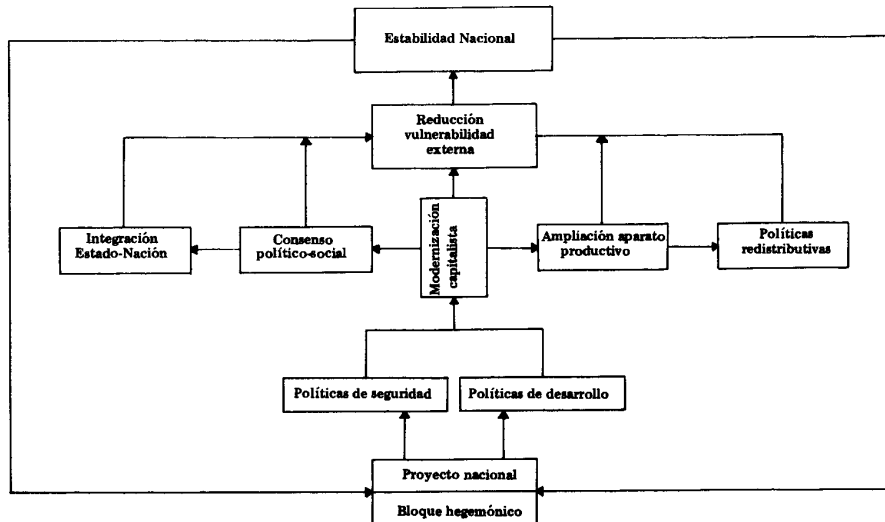 Estabilidad Nacional
Reducción
vulnerabilidad
externa
Integración
Estado-Nación
Consenso
político-social
Modernización
capitalista
Ampliación aparato
productivo
Políticas
redistributivas
Políticas de seguridad
Políticas de desarrollo
Proyecto nacional
Bloque hegemónico